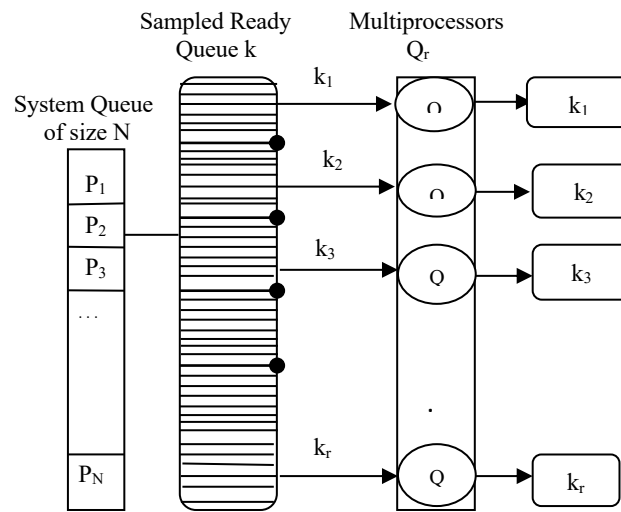 Sampled Ready
Queue k
Multiprocessors
Qr
System Queue
of size N
P1
P2
P3
...
PN
k1
k2
k3
kr
Q
Q
.
k1
k2
k3
kr